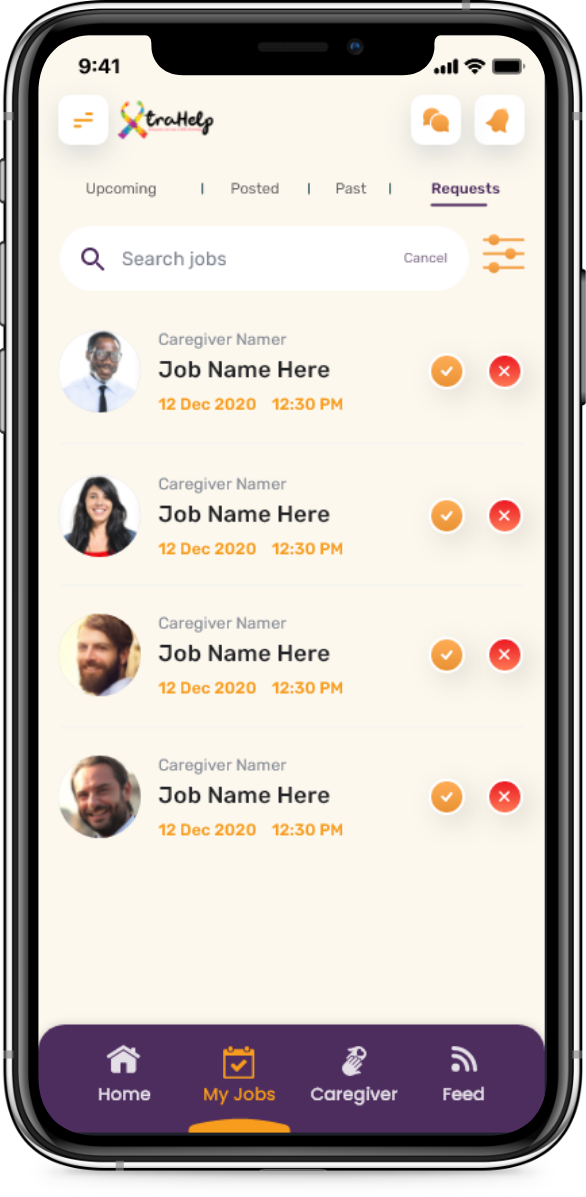 9:41
traHelp
Upcoming | Posted | Past | Requests
Search jobs Cancel
Caregiver Namer
Job Name Here
12 Dec 2020 12:30 PM
Caregiver Namer
Job Name Here
12 Dec 2020 12:30 PM
Caregiver Namer
Job Name Here
12 Dec 2020 12:30 PM
Caregiver Namer
Job Name Here
12 Dec 2020 12:30 PM
Home My Jobs Caregiver Feed